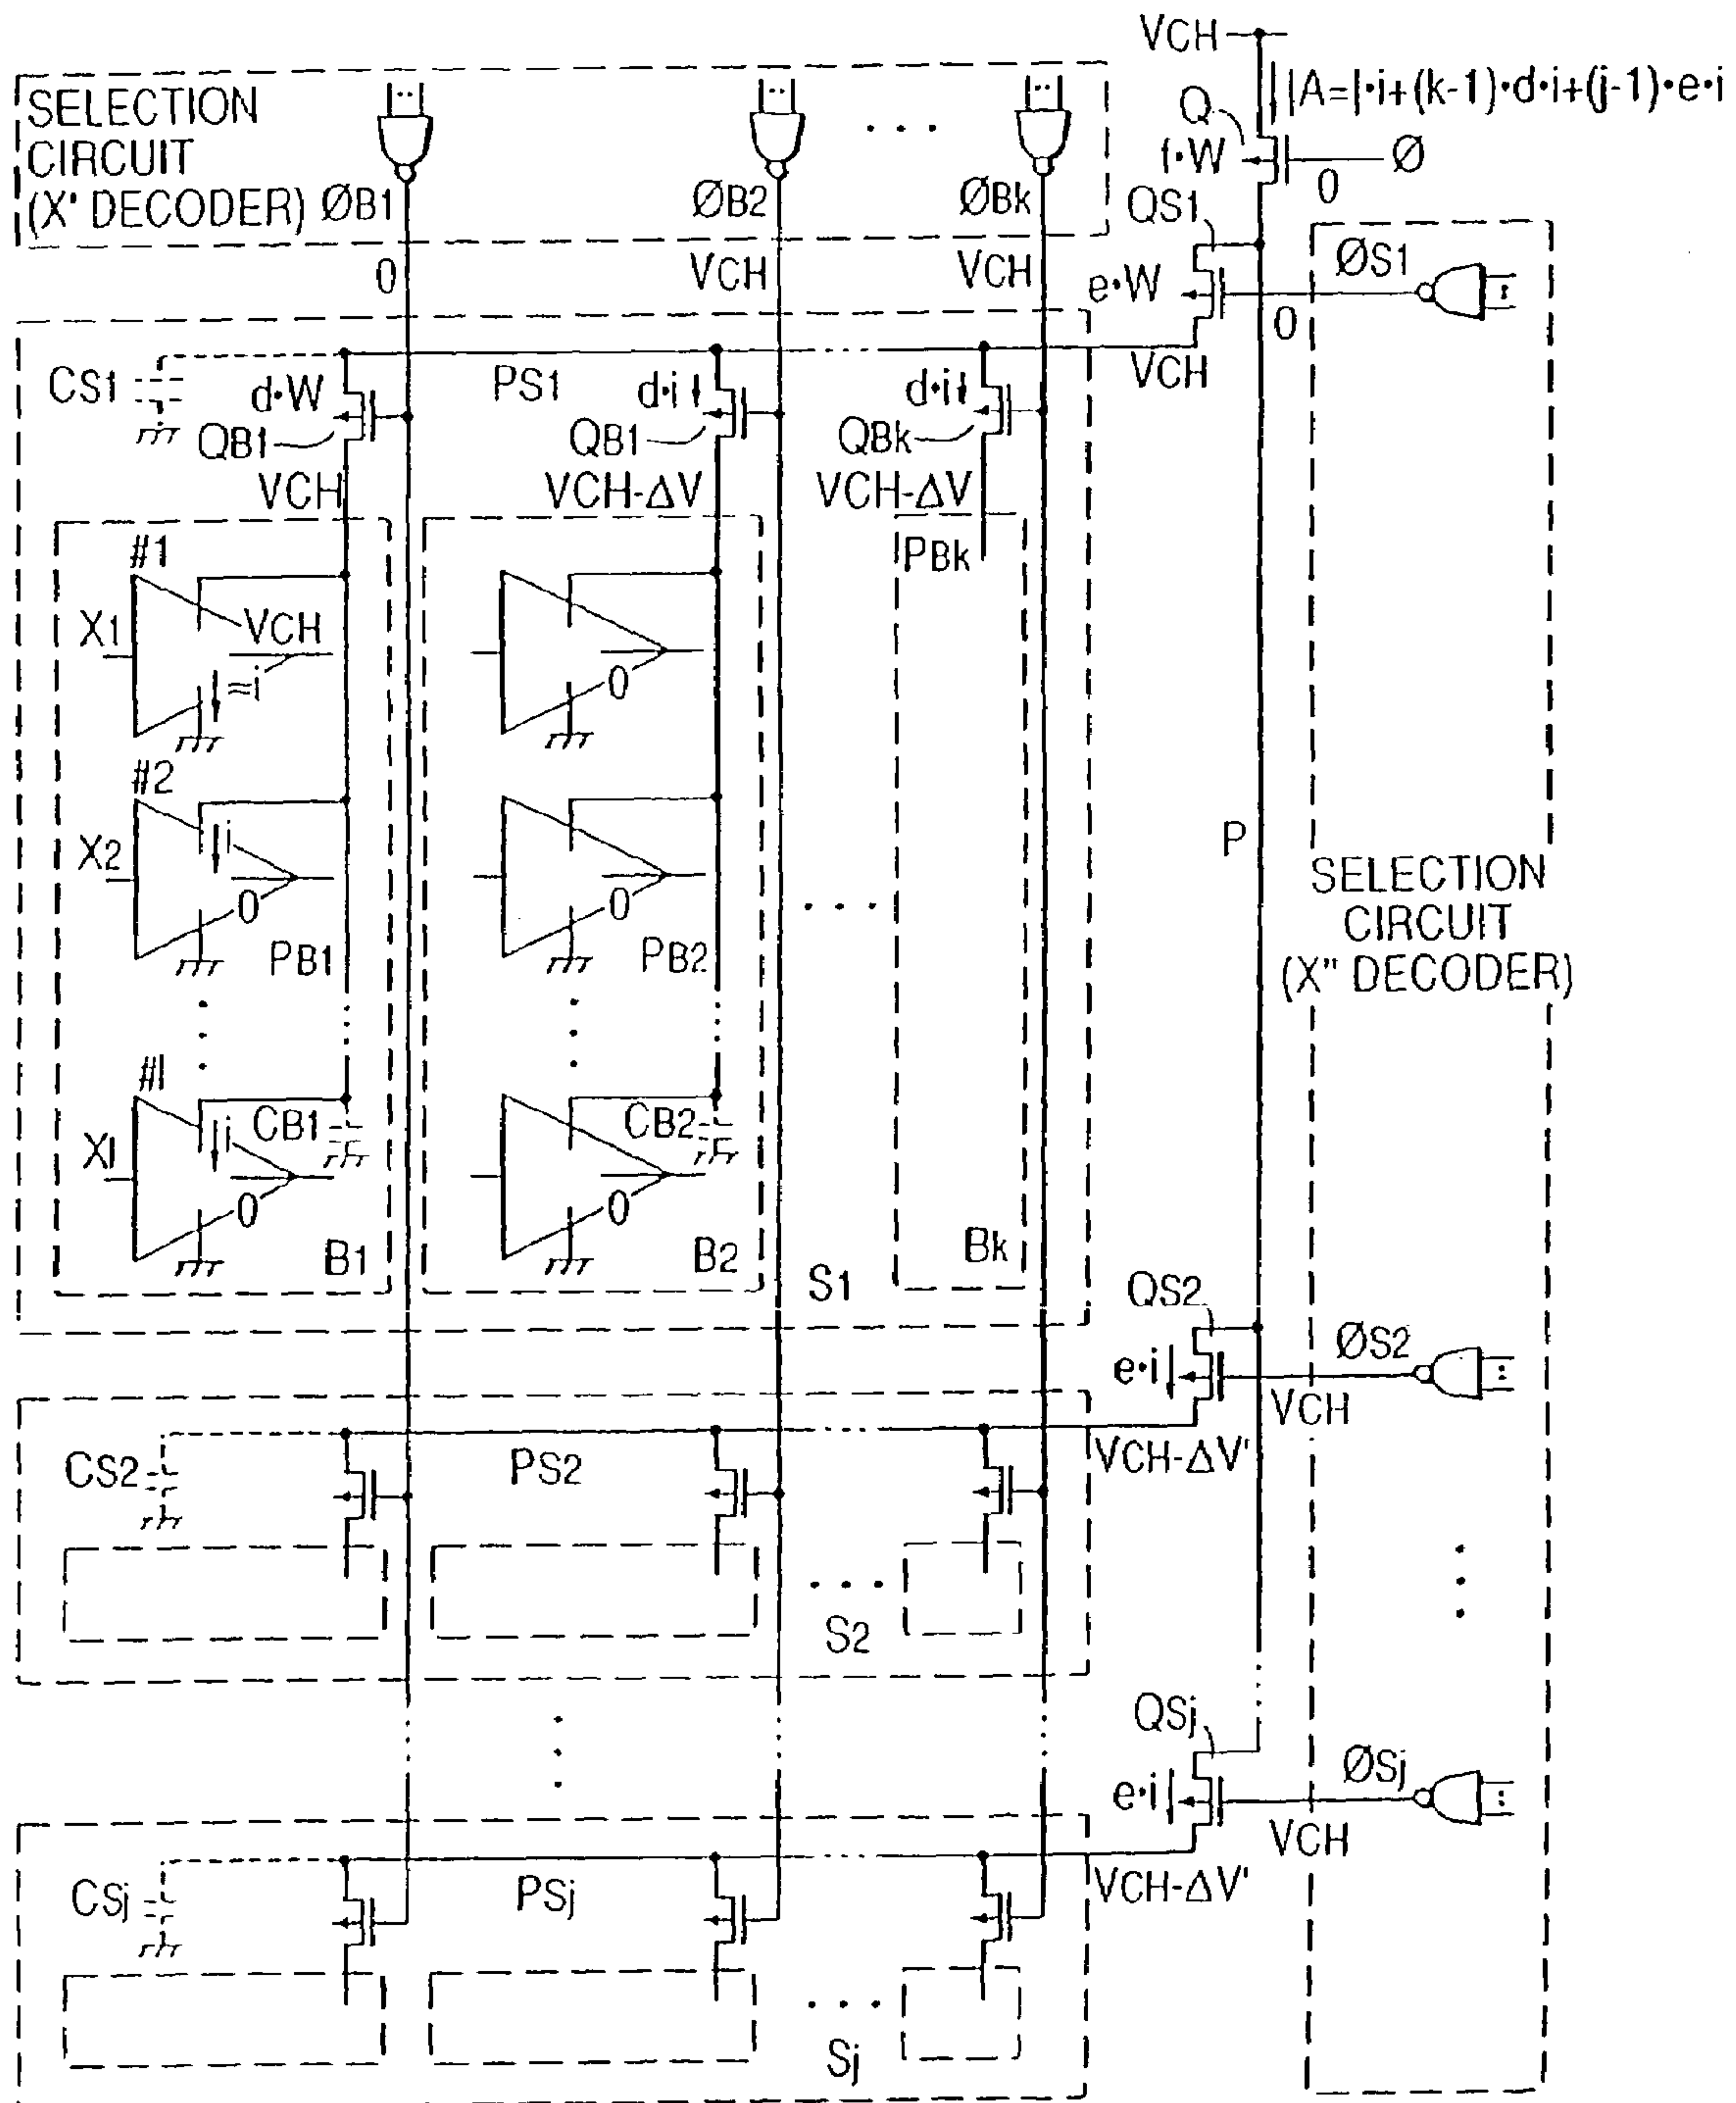 VCH
|A=|•i+(k-1)•d•i+(j-1)•e•i
SELECTION
CIRCUIT
(X' DECODER)
ØB1
ØB2
...
ØBk
Q
f•W
Ø
0
0
VCH
VCH
QS1
e•W
ØS1
0
VCH
CS1
d•W
QB1
PS1
d•i
QB1
d•i
QBk
VCH
VCH-ΔV
VCH-ΔV
PBk
#1
X1
VCH
≈i
0
#2
X2
i
0
PB1
0
PB2
...
P
SELECTION
CIRCUIT
(X" DECODER)
#l
Xl
i
CB1
0
B1
CB2
0
B2
S1
Bk
QS2
e•i
ØS2
VCH
CS2
PS2
VCH-ΔV'
...
S2
QSj
e•i
ØSj
VCH
CSj
PSj
VCH-ΔV'
...
Sj